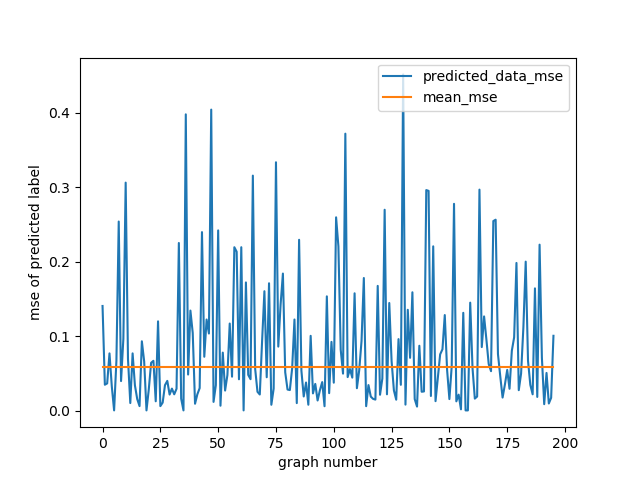 predicted_data_mse
mean_mse
0.4
0.3
0.2
0.1
0.0
mse of predicted label
0 25 50 75 100 125 150 175 200
graph number